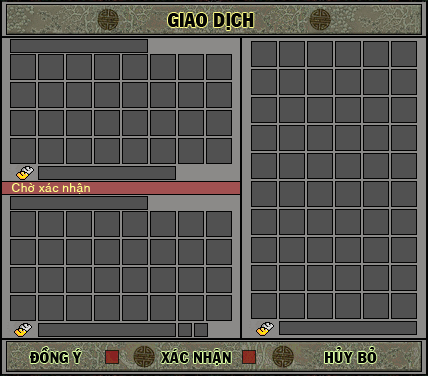 GIAO DỊCH
Chờ xác nhận
ĐỒNG Ý XÁC NHẬN HỦY BỎ